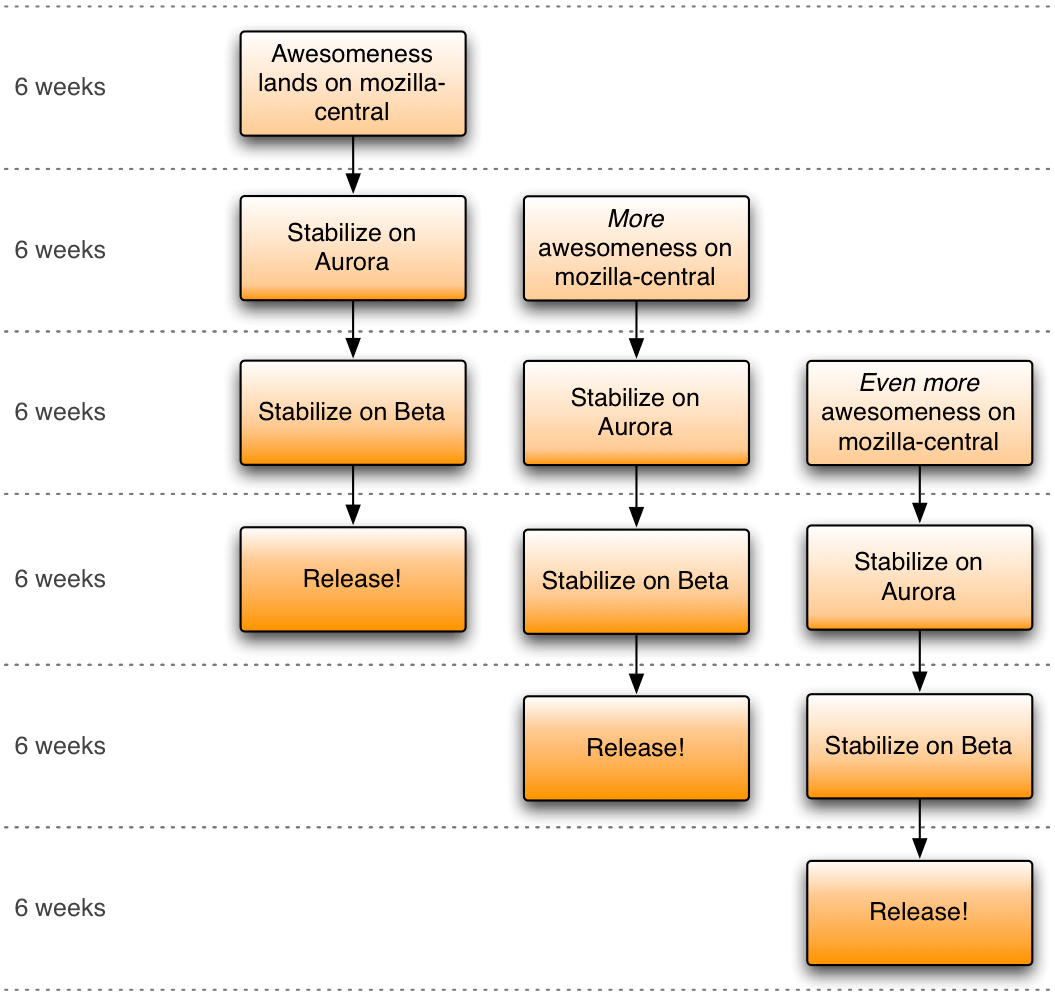 6 weeks
Awesomeness
lands on mozilla-
central
6 weeks
Stabilize on
Aurora
More
awesomeness on
mozilla-central
6 weeks
Stabilize on Beta
Stabilize on
Aurora
Even more
awesomeness on
mozilla-central
6 weeks
Release!
Stabilize on Beta
Stabilize on
Aurora
6 weeks
Release!
Stabilize on Beta
6 weeks
Release!